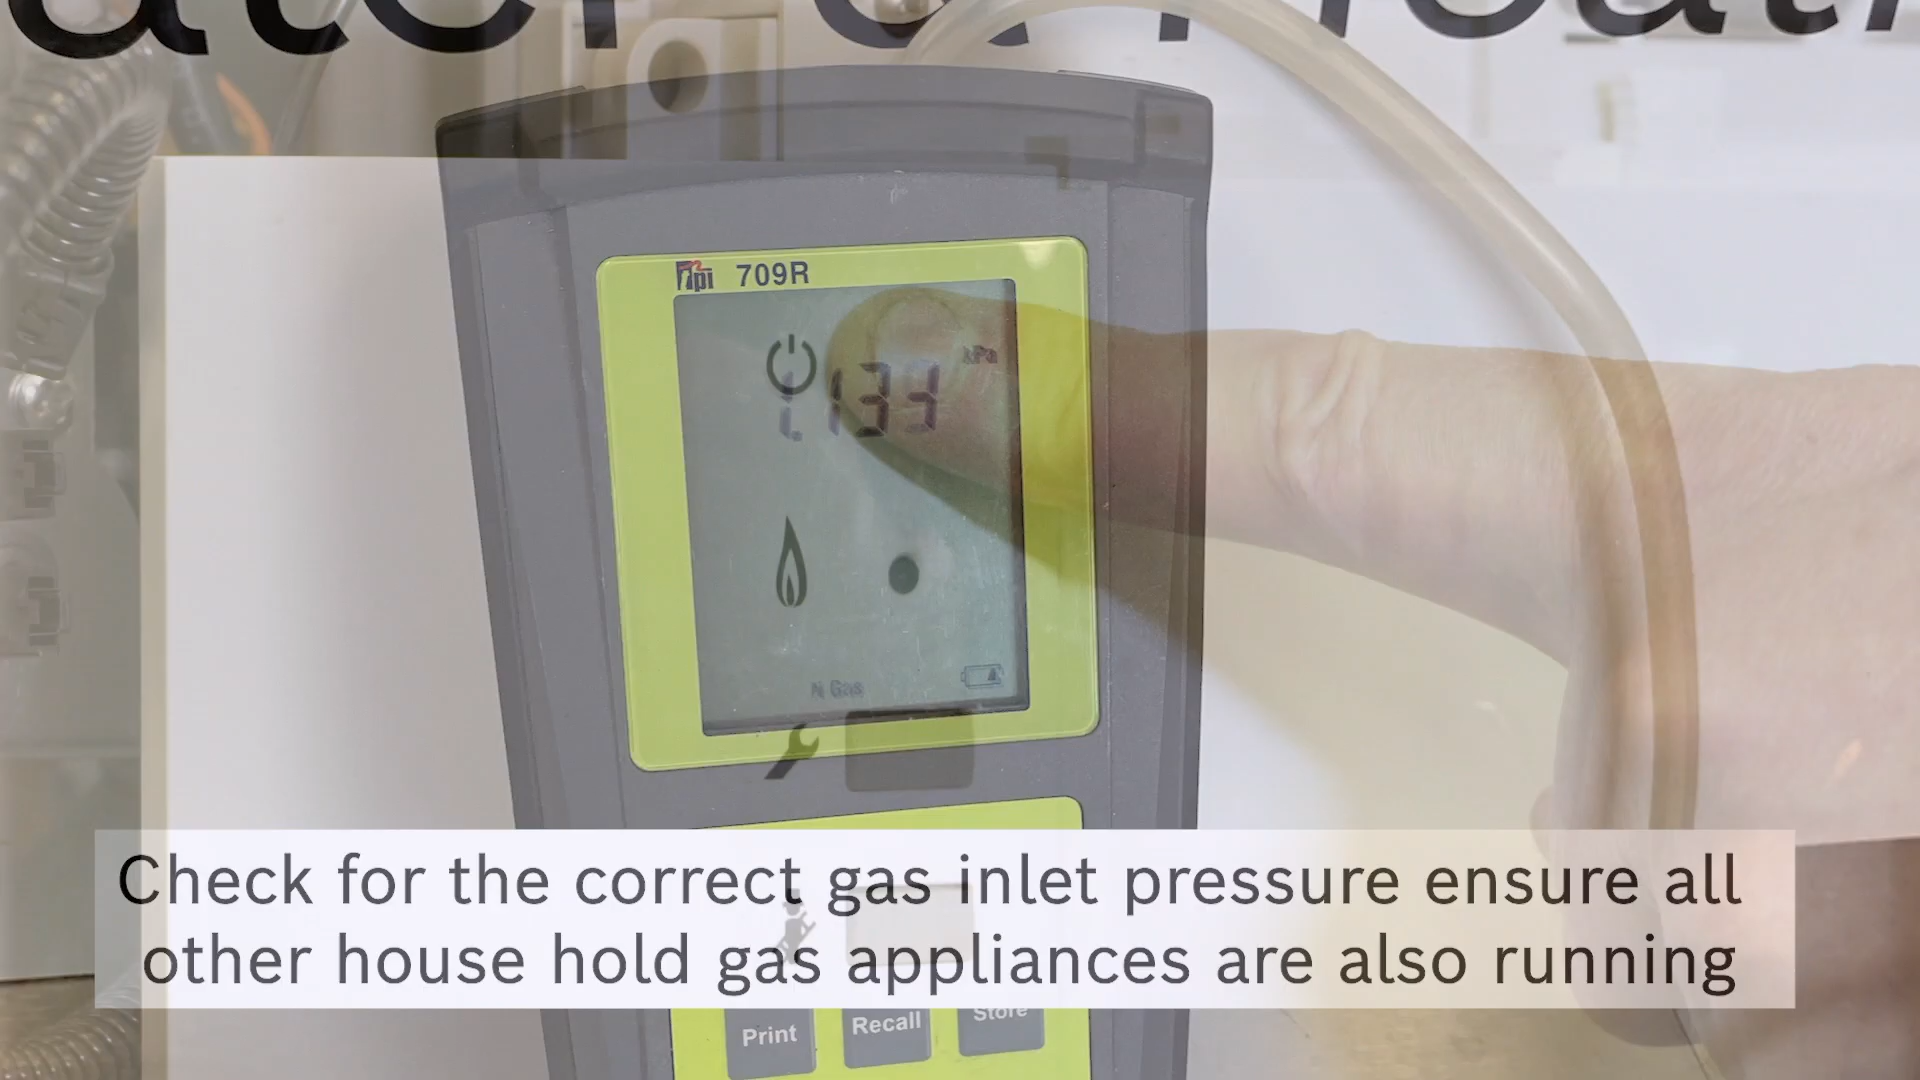 TPI 709R
1.133 kPa
N Gas
Check for the correct gas inlet pressure ensure all
other house hold gas appliances are also running
Print Recall Store